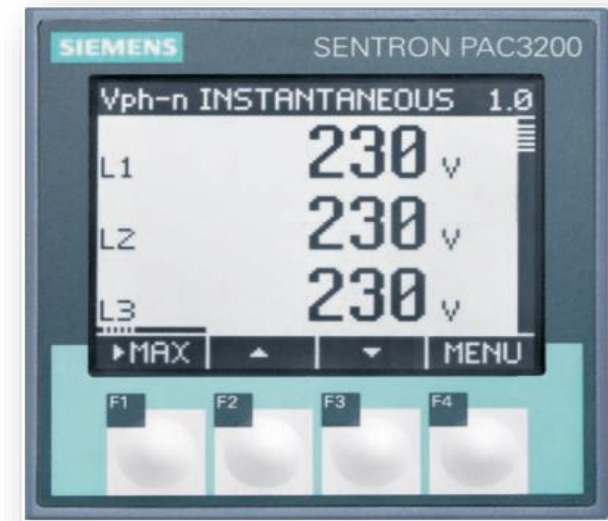 SIEMENS SENTRON PAC3200
Vph-n INSTANTANEOUS 1.0
L1 230 V
L2 230 V
L3 230 V
▶MAX ▲ ▼ MENU
F1 F2 F3 F4